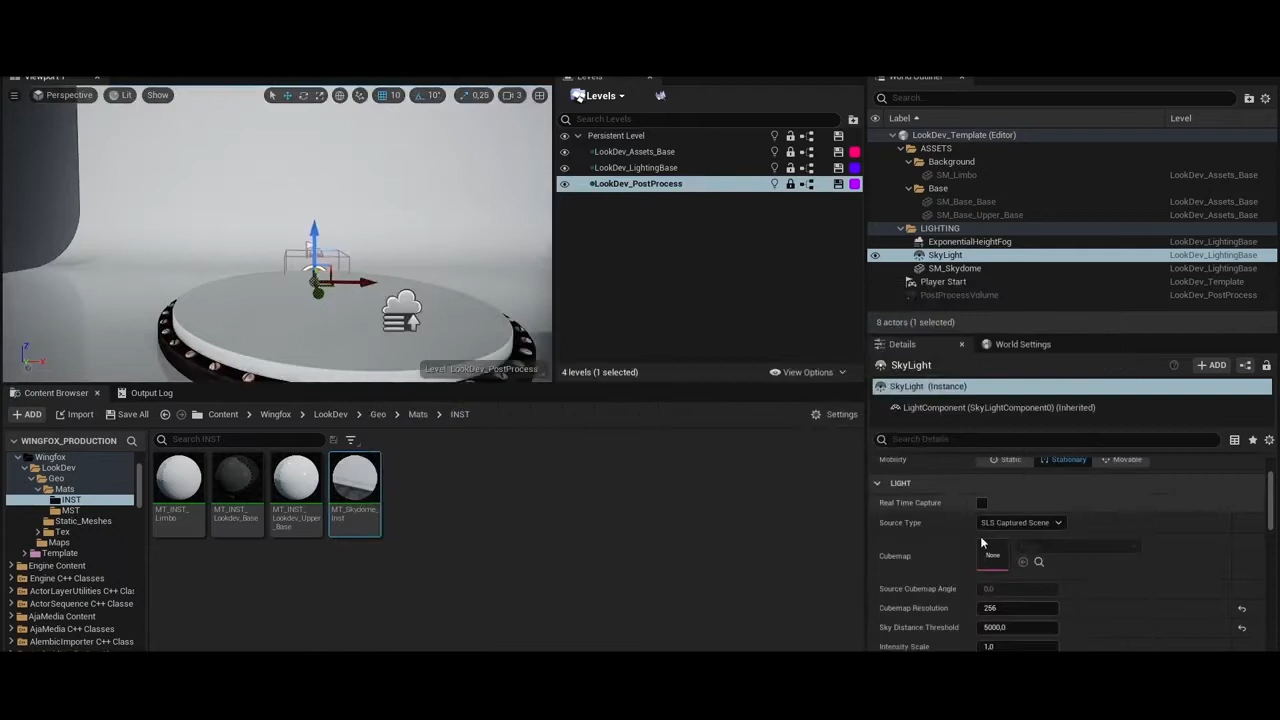 Viewport 1
Perspective
Lit
Show
10
10°
0,25
3
Level: LookDev_PostProcess
Levels
Levels
Search Levels
Persistent Level
LookDev_Assets_Base
LookDev_LightingBase
LookDev_PostProcess
4 levels (1 selected)
View Options
World Outliner
Search...
Label
Level
LookDev_Template (Editor)
ASSETS
Background
SM_Limbo LookDev_Assets_Base
Base
SM_Base_Base LookDev_Assets_Base
SM_Base_Upper_Base LookDev_Assets_Base
LIGHTING
ExponentialHeightFog LookDev_LightingBase
SkyLight LookDev_LightingBase
SM_Skydome LookDev_LightingBase
Player Start LookDev_Template
PostProcessVolume LookDev_PostProcess
8 actors (1 selected)
Details
World Settings
SkyLight
ADD
SkyLight (Instance)
LightComponent (SkyLightComponent0) (Inherited)
Search Details
Mobility Static Stationary Movable
LIGHT
Real Time Capture
Source Type SLS Captured Scene
Cubemap None
Source Cubemap Angle 0,0
Cubemap Resolution 256
Sky Distance Threshold 5000,0
Intensity Scale 1,0
Content Browser
Output Log
ADD
Import
Save All
Content
Wingfox
LookDev
Geo
Mats
INST
Settings
WINGFOX_PRODUCTION
Wingfox
LookDev
Geo
Mats
INST
MST
Static_Meshes
Tex
Maps
Template
Engine Content
Engine C++ Classes
ActorLayerUtilities C++ Clas
ActorSequence C++ Classe
AjaMedia Content
AjaMedia C++ Classes
AlembicImporter C++ Class
Search INST
MT_INST_
Limbo
MT_INST_
Lookdev_Base
MT_INST_
Lookdev_Upper_
Base
MT_Skydome_
Inst